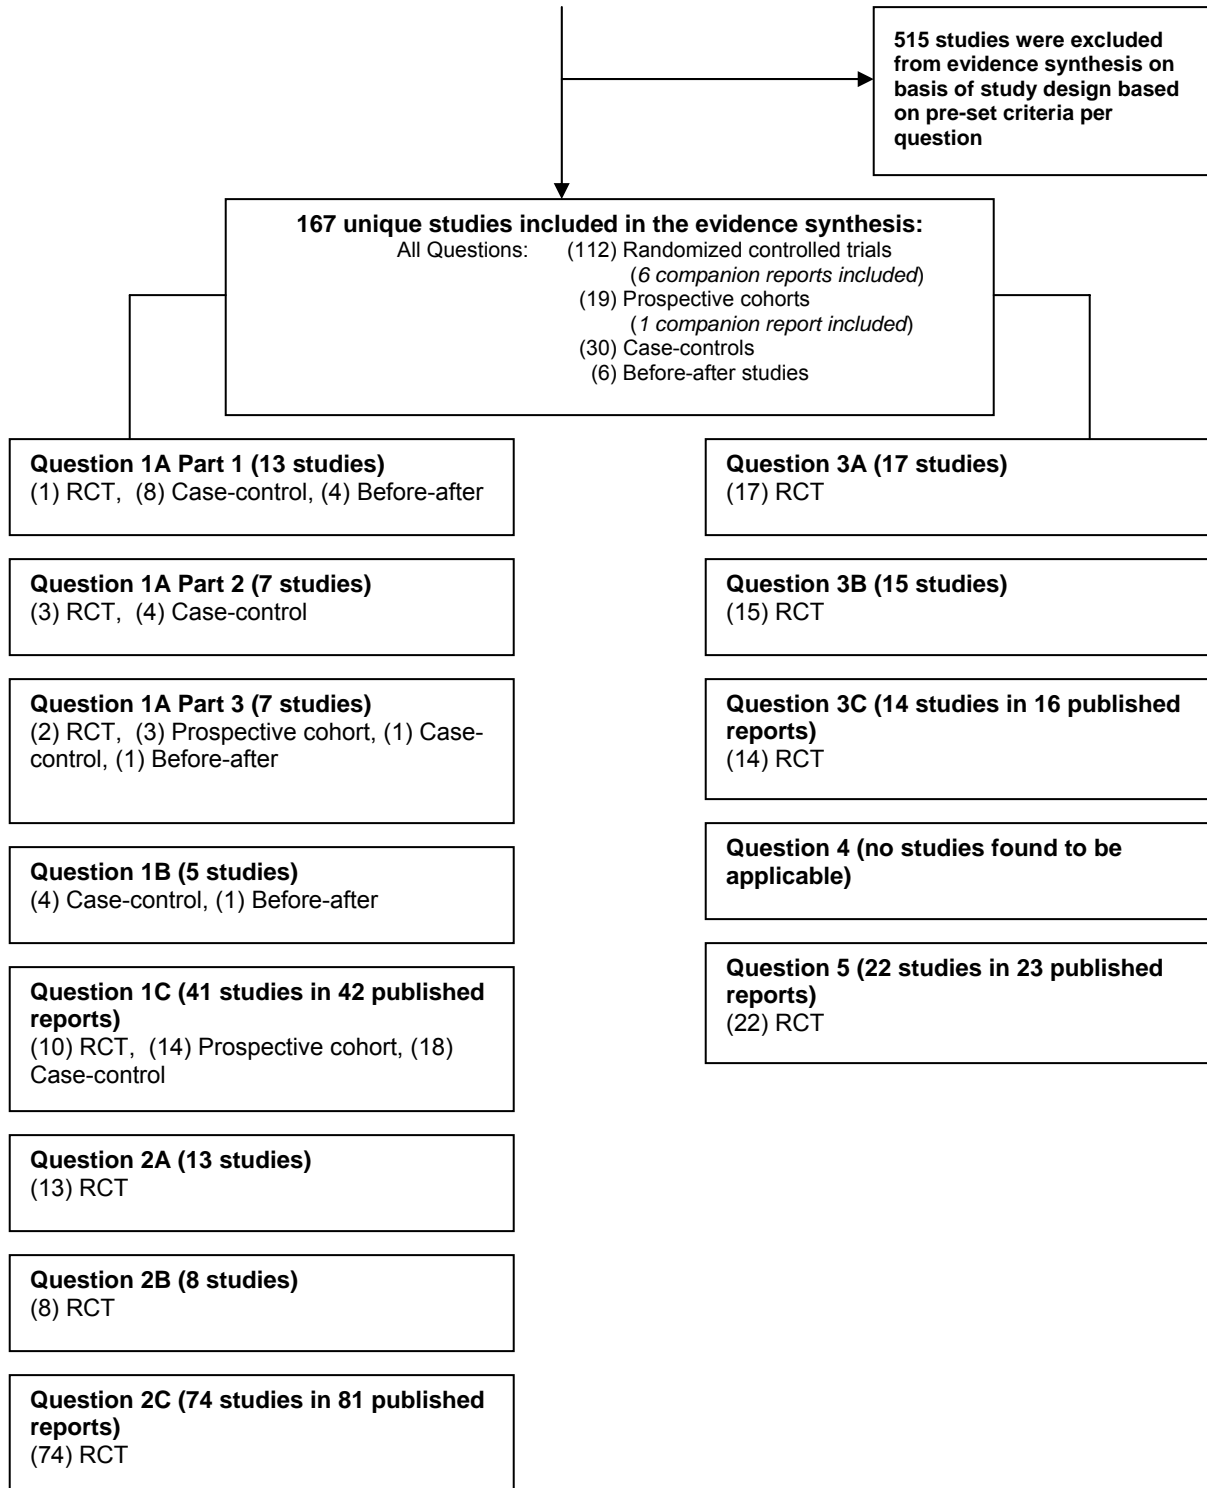 515 studies were excluded
from evidence synthesis on
basis of study design based
on pre-set criteria per
question
167 unique studies included in the evidence synthesis:
All Questions: (112) Randomized controlled trials
(6 companion reports included)
(19) Prospective cohorts
(1 companion report included)
(30) Case-controls
(6) Before-after studies
Question 1A Part 1 (13 studies)
(1) RCT, (8) Case-control, (4) Before-after
Question 1A Part 2 (7 studies)
(3) RCT, (4) Case-control
Question 1A Part 3 (7 studies)
(2) RCT, (3) Prospective cohort, (1) Case-
control, (1) Before-after
Question 1B (5 studies)
(4) Case-control, (1) Before-after
Question 1C (41 studies in 42 published
reports)
(10) RCT, (14) Prospective cohort, (18)
Case-control
Question 2A (13 studies)
(13) RCT
Question 2B (8 studies)
(8) RCT
Question 2C (74 studies in 81 published
reports)
(74) RCT
Question 3A (17 studies)
(17) RCT
Question 3B (15 studies)
(15) RCT
Question 3C (14 studies in 16 published
reports)
(14) RCT
Question 4 (no studies found to be
applicable)
Question 5 (22 studies in 23 published
reports)
(22) RCT